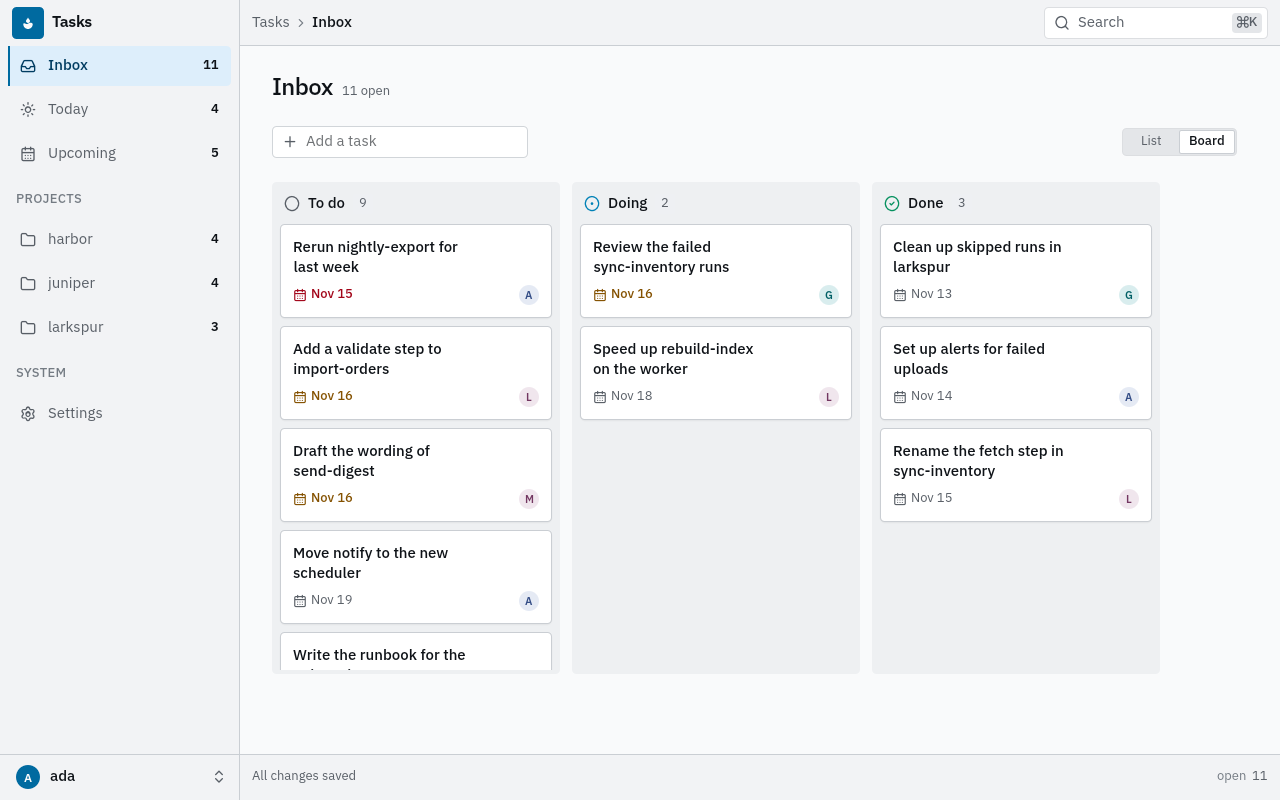 Tasks
Inbox 11
Today 4
Upcoming 5
PROJECTS
harbor 4
juniper 4
larkspur 3
SYSTEM
Settings
A ada
Tasks > Inbox
Search ⌘K
Inbox 11 open
Add a task
List Board
To do 9
Rerun nightly-export for
last week
Nov 15 A
Add a validate step to
import-orders
Nov 16 L
Draft the wording of
send-digest
Nov 16 M
Move notify to the new
scheduler
Nov 19 A
Write the runbook for the
Doing 2
Review the failed
sync-inventory runs
Nov 16 G
Speed up rebuild-index
on the worker
Nov 18 L
Done 3
Clean up skipped runs in
larkspur
Nov 13 G
Set up alerts for failed
uploads
Nov 14 A
Rename the fetch step in
sync-inventory
Nov 15 L
All changes saved
open 11